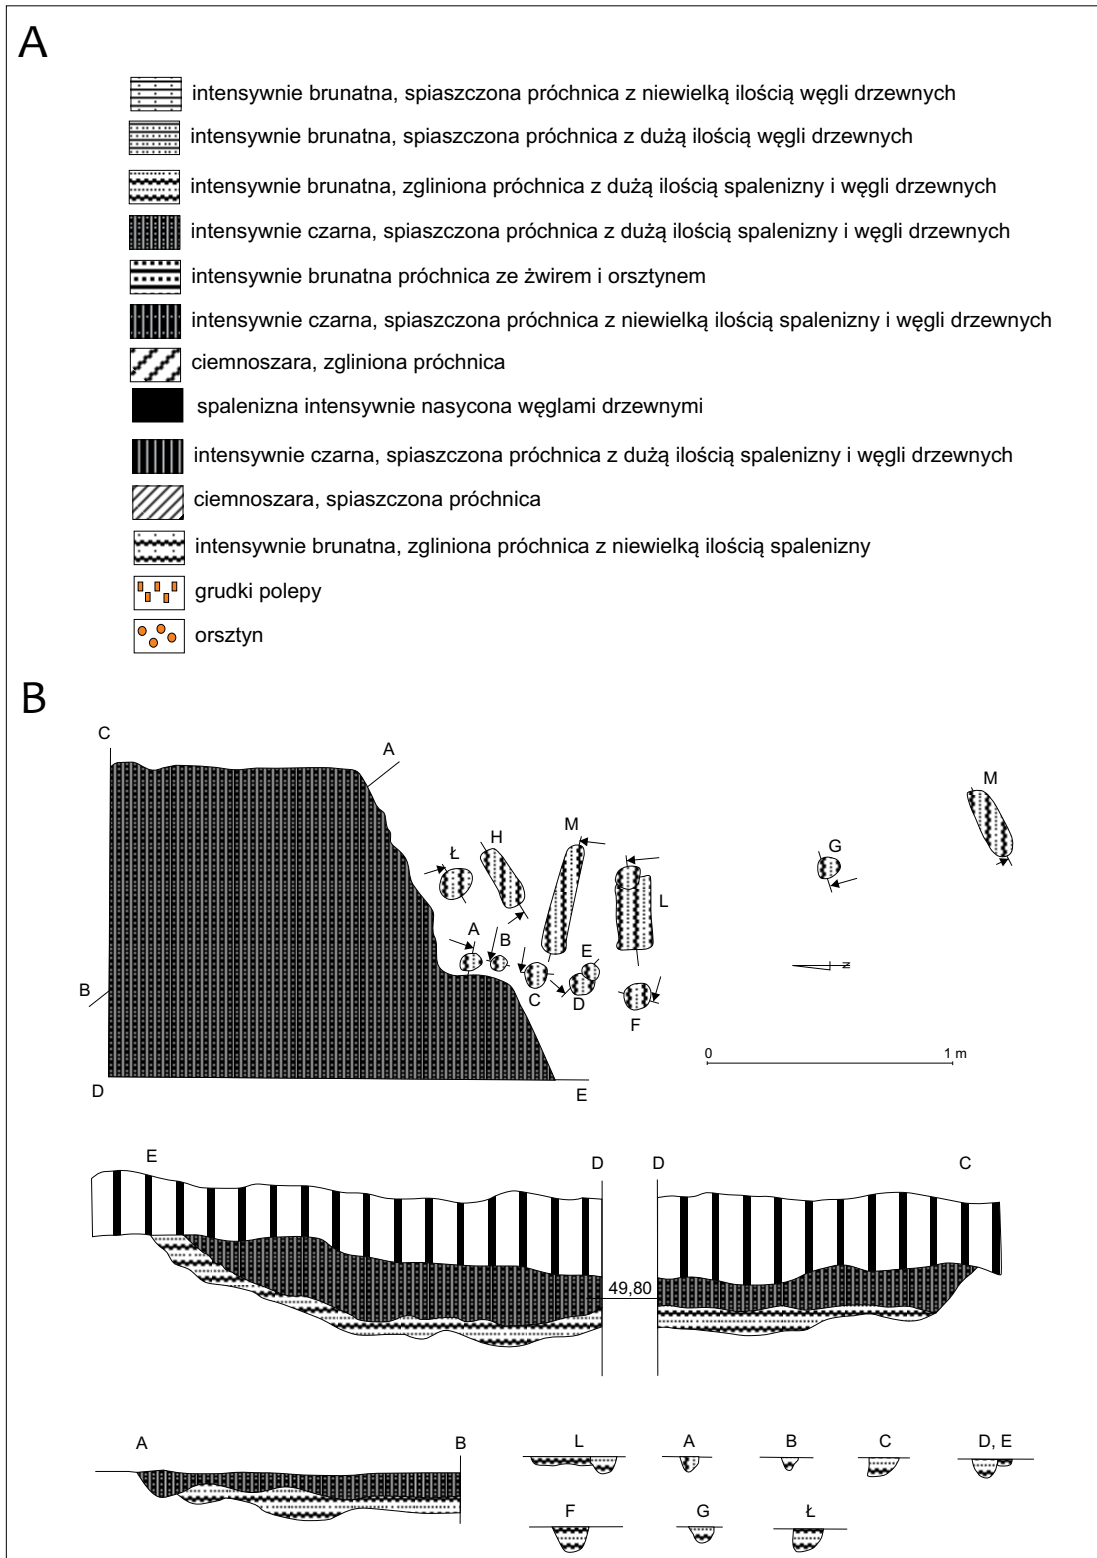 A
intensywnie brunatna, spiaszczona próchnica z niewielką ilością węgli drzewnych
intensywnie brunatna, spiaszczona próchnica z dużą ilością węgli drzewnych
intensywnie brunatna, zgliniona próchnica z dużą ilością spalenizny i węgli drzewnych
intensywnie czarna, spiaszczona próchnica z dużą ilością spalenizny i węgli drzewnych
intensywnie brunatna próchnica ze żwirem i orsztynem
intensywnie czarna, spiaszczona próchnica z niewielką ilością spalenizny i węgli drzewnych
ciemnoszara, zgliniona próchnica
spalenizna intensywnie nasycona węglami drzewnymi
intensywnie czarna, spiaszczona próchnica z dużą ilością spalenizny i węgli drzewnych
ciemnoszara, spiaszczona próchnica
intensywnie brunatna, zgliniona próchnica z niewielką ilością spalenizny
grudki polepy
orsztyn
B
C
A
M
Ł H M G
L
A B E
B
C D F
N
0 1 m
D E
E D D C
49,80
A B
L A B C D, E
F G Ł